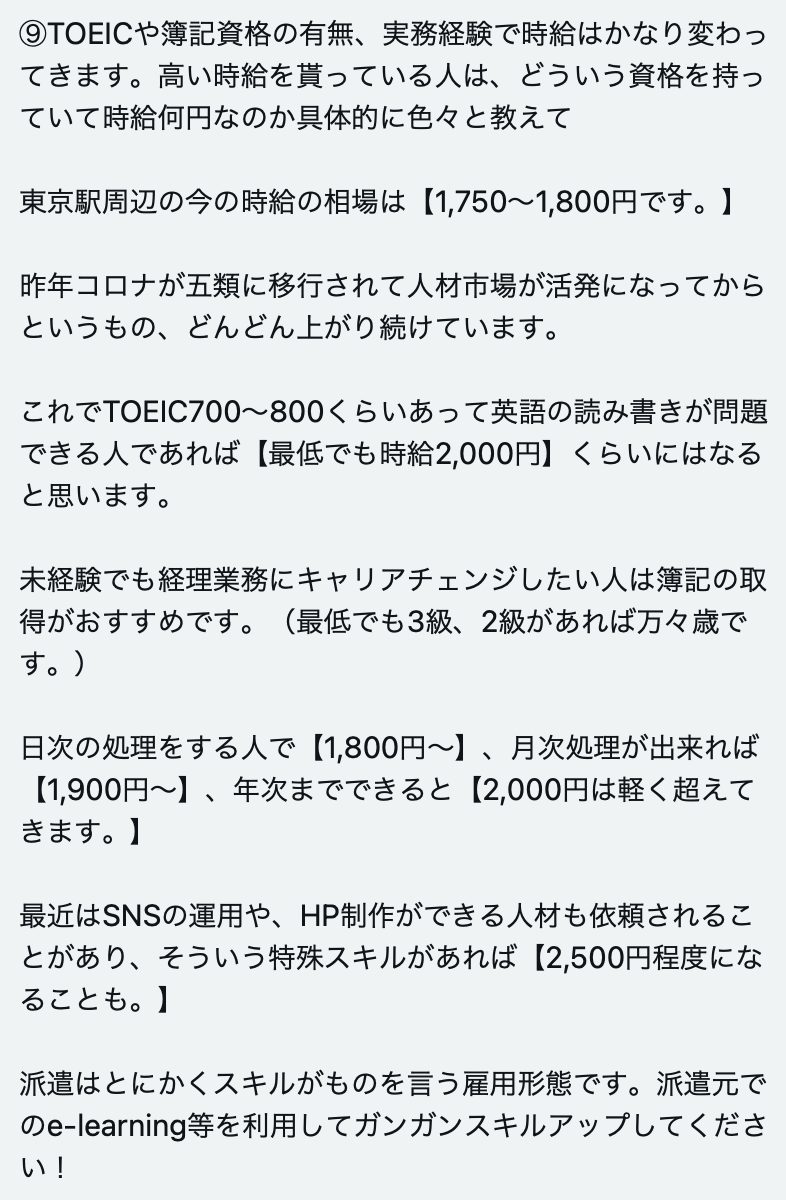 ⑨TOEICや簿記資格の有無、実務経験で時給はかなり変わっ
てきます。高い時給を貰っている人は、どういう資格を持っ
ていて時給何円なのか具体的に色々と教えて
東京駅周辺の今の時給の相場は【1,750〜1,800円です。】
昨年コロナが五類に移行されて人材市場が活発になってから
というもの、どんどん上がり続けています。
これでTOEIC700〜800くらいあって英語の読み書きが問題
できる人であれば【最低でも時給2,000円】くらいにはなる
と思います。
未経験でも経理業務にキャリアチェンジしたい人は簿記の取
得がおすすめです。（最低でも3級、2級があれば万々歳で
す。）
日次の処理をする人で【1,800円〜】、月次処理が出来れば
【1,900円〜】、年次までできると【2,000円は軽く超えて
きます。】
最近はSNSの運用や、HP制作ができる人材も依頼されるこ
とがあり、そういう特殊スキルがあれば【2,500円程度にな
ることも。】
派遣はとにかくスキルがものを言う雇用形態です。派遣元で
のe-learning等を利用してガンガンスキルアップしてくださ
い！